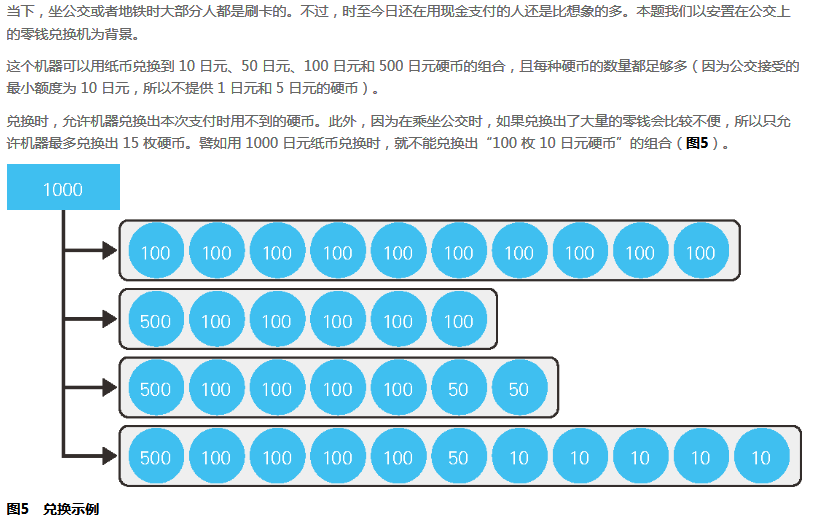 当下，坐公交或者地铁时大部分人都是刷卡的。不过，时至今日还在用现金支付的人还是比想象的多。本题我们以安置在公交上
的零钱兑换机为背景。
这个机器可以用纸币兑换到 10 日元、50 日元、100 日元和 500 日元硬币的组合，且每种硬币的数量都足够多（因为公交接受的
最小额度为 10 日元，所以不提供 1 日元和 5 日元的硬币）。
兑换时，允许机器兑换出本次支付时用不到的硬币。此外，因为在乘坐公交时，如果兑换出了大量的零钱会比较不便，所以只允
许机器最多兑换出 15 枚硬币。譬如用 1000 日元纸币兑换时，就不能兑换出“100 枚 10 日元硬币”的组合（图5）。
1000
100 100 100 100 100 100 100 100 100 100
500 100 100 100 100 100
500 100 100 100 100 50 50
500 100 100 100 100 50 10 10 10 10 10
图5 兑换示例